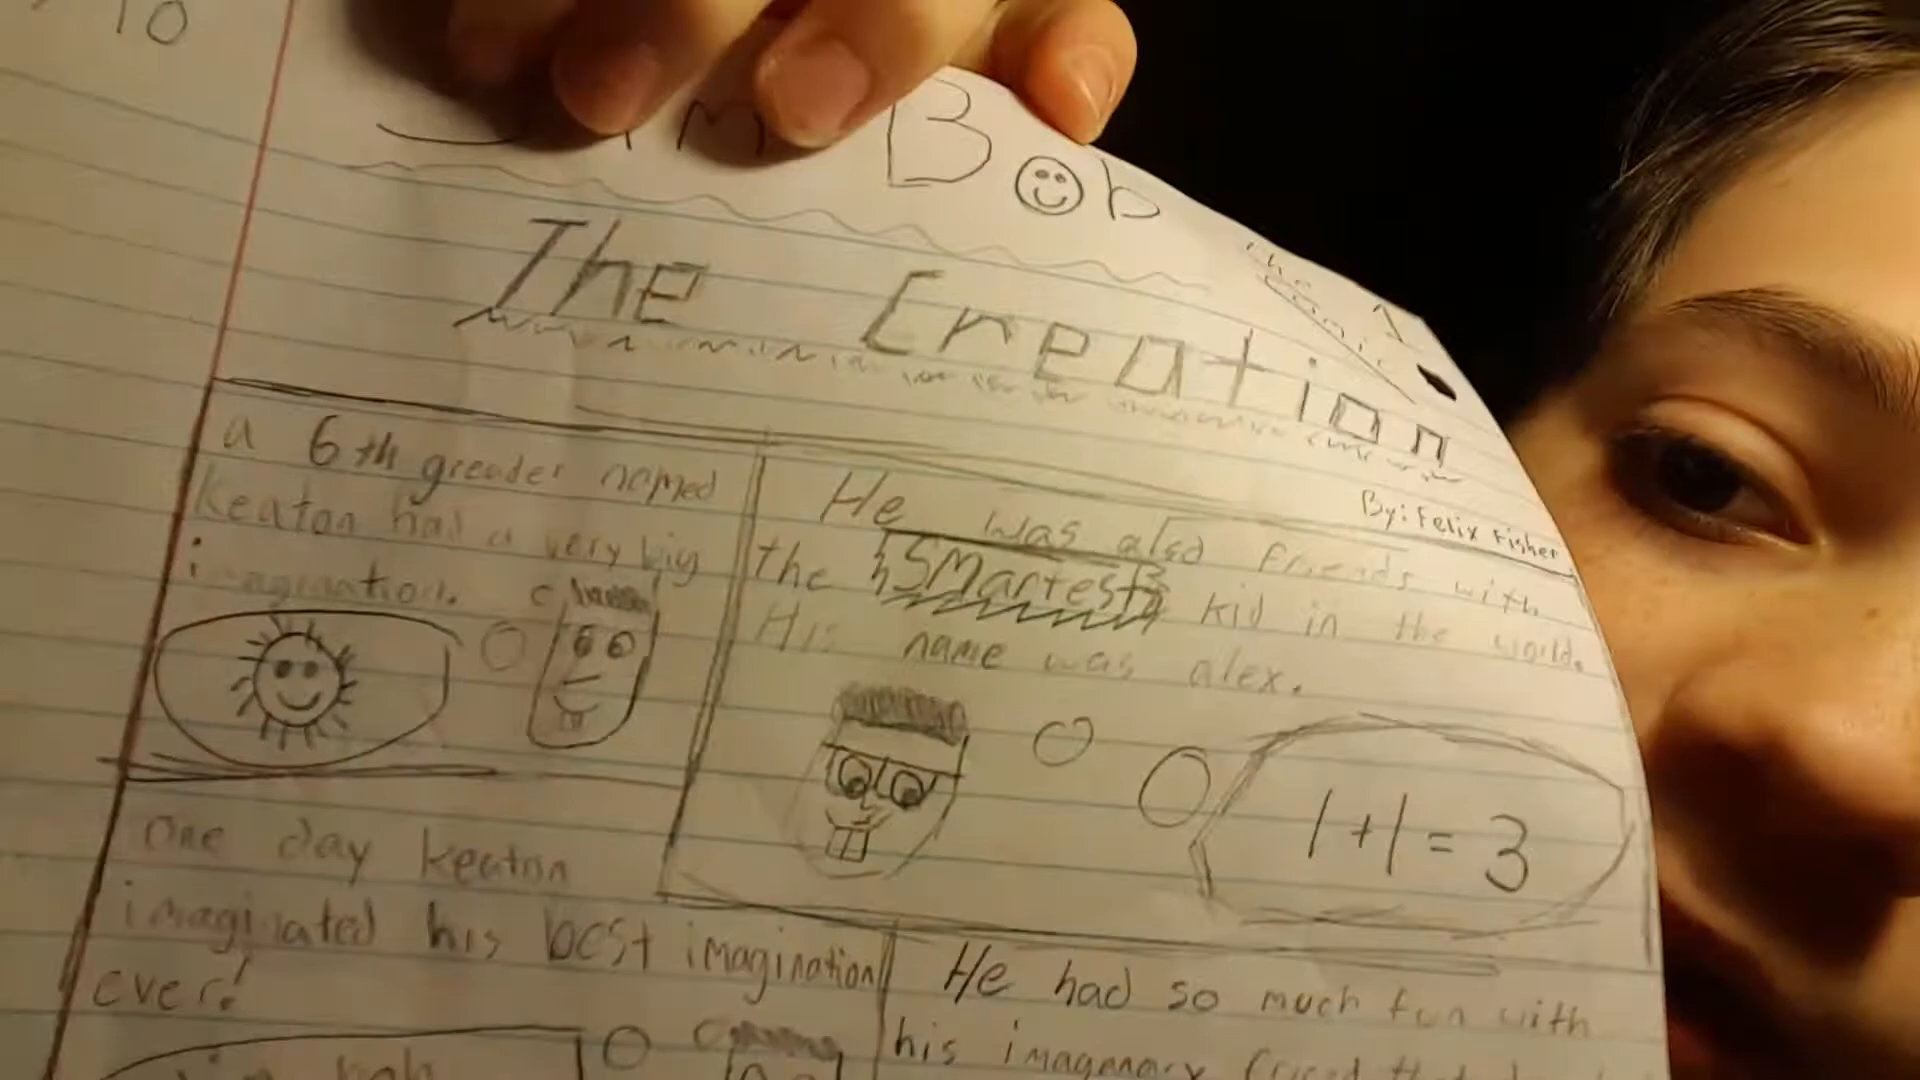 10
Bob
The Creation
By: Felix Fisher
a 6th greader named
keaton had a very big
imagination.
He was also friends with
the SMartest kid in the world.
His name was alex.
1+1=3
One day keaton
imaginated his best imagination
ever!
He had so much fun with
his imagenary